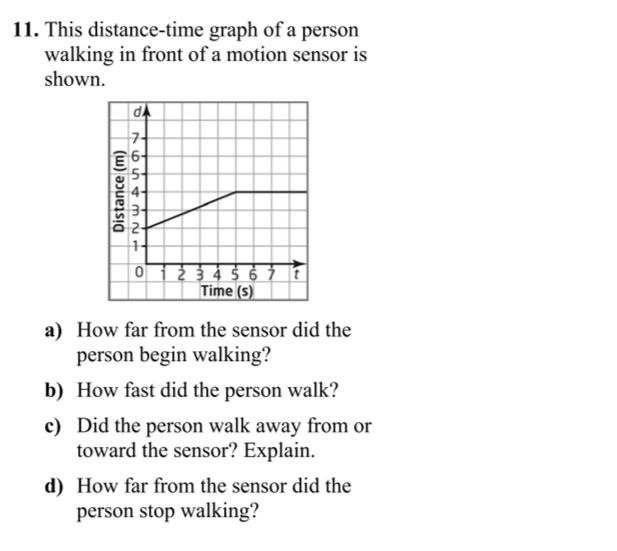 11. This distance-time graph of a person
walking in front of a motion sensor is
shown.
d
7
6
5
4
3
2
1
Distance (m)
0 1 2 3 4 5 6 7 t
Time (s)
a) How far from the sensor did the
person begin walking?
b) How fast did the person walk?
c) Did the person walk away from or
toward the sensor? Explain.
d) How far from the sensor did the
person stop walking?